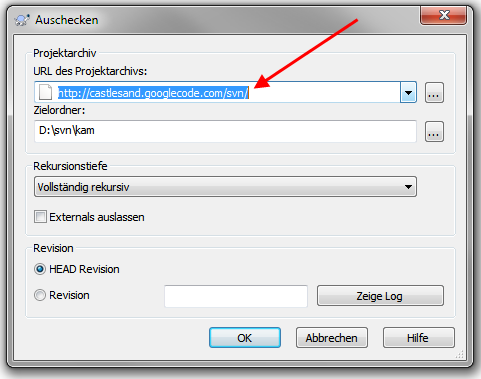 Auschecken
Projektarchiv
URL des Projektarchivs:
http://castlesand.googlecode.com/svn/
...
Zielordner:
D:\svn\kam
...
Rekursionstiefe
Vollständig rekursiv
Externals auslassen
Revision
HEAD Revision
Revision
Zeige Log
OK
Abbrechen
Hilfe